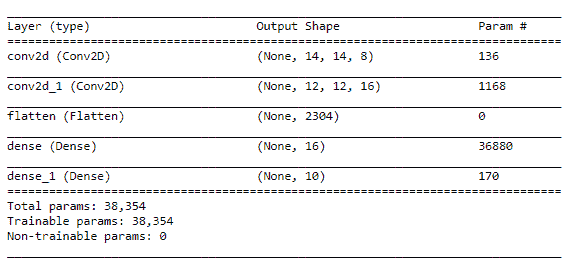 Layer (type) Output Shape Param #
conv2d (Conv2D) (None, 14, 14, 8) 136
conv2d_1 (Conv2D) (None, 12, 12, 16) 1168
flatten (Flatten) (None, 2304) 0
dense (Dense) (None, 16) 36880
dense_1 (Dense) (None, 10) 170
Total params: 38,354
Trainable params: 38,354
Non-trainable params: 0